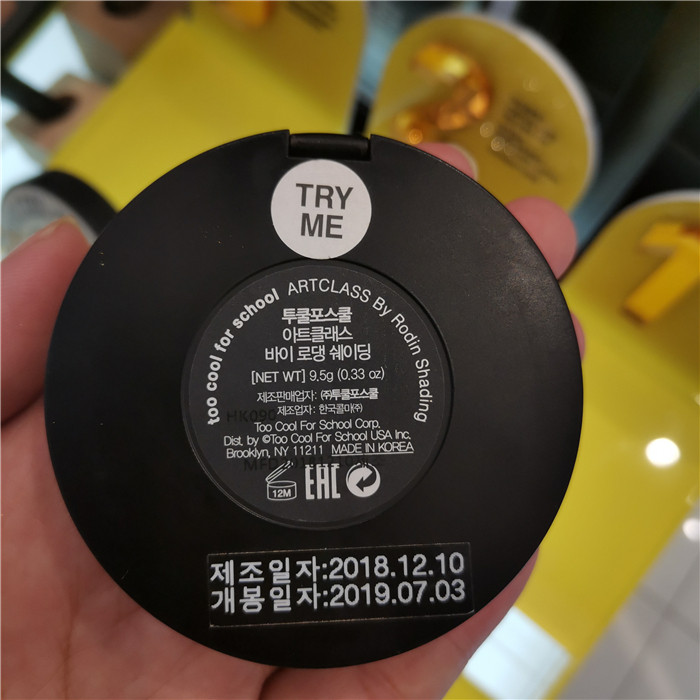 TRY
ME
too cool for school ARTCLASS By Rodin Shading
투쿨포스쿨
아트클래스
바이 로댕 쉐이딩
[NET WT] 9.5g (0.33 oz)
제조판매업자: ㈜투쿨포스쿨
제조업자: 한국콜마㈜
Too Cool For School Corp.
Dist. by ©Too Cool For School USA Inc.
Brooklyn, NY 11211 MADE IN KOREA
12M
EAC
제조일자:2018.12.10
개봉일자:2019.07.03